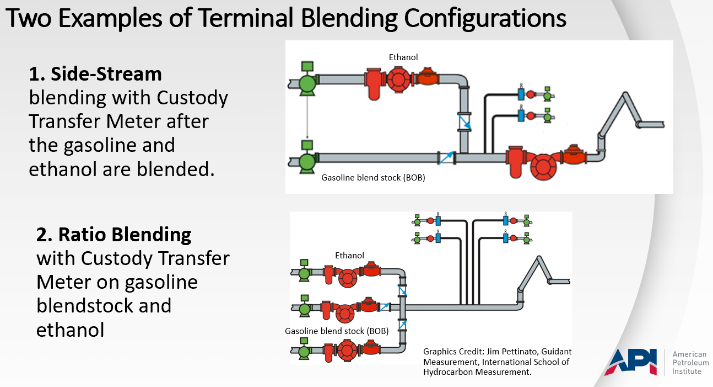 Two Examples of Terminal Blending Configurations
1. Side-Stream
blending with Custody
Transfer Meter after
the gasoline and
ethanol are blended.
Ethanol
Gasoline blend stock (BOB)
2. Ratio Blending
with Custody Transfer
Meter on gasoline
blendstock and
ethanol
Ethanol
Gasoline blend stock (BOB)
Graphics Credit: Jim Pettinato, Guidant
Measurement, International School of
Hydrocarbon Measurement.
API
American
Petroleum
Institute